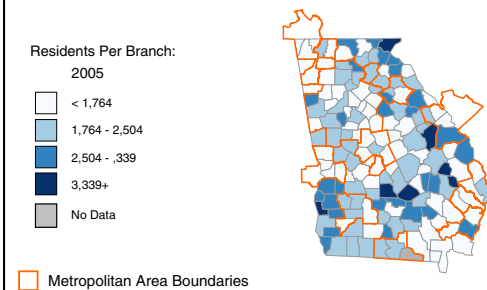 Residents Per Branch:
2005
< 1,764
1,764 - 2,504
2,504 - ,339
3,339+
No Data
Metropolitan Area Boundaries